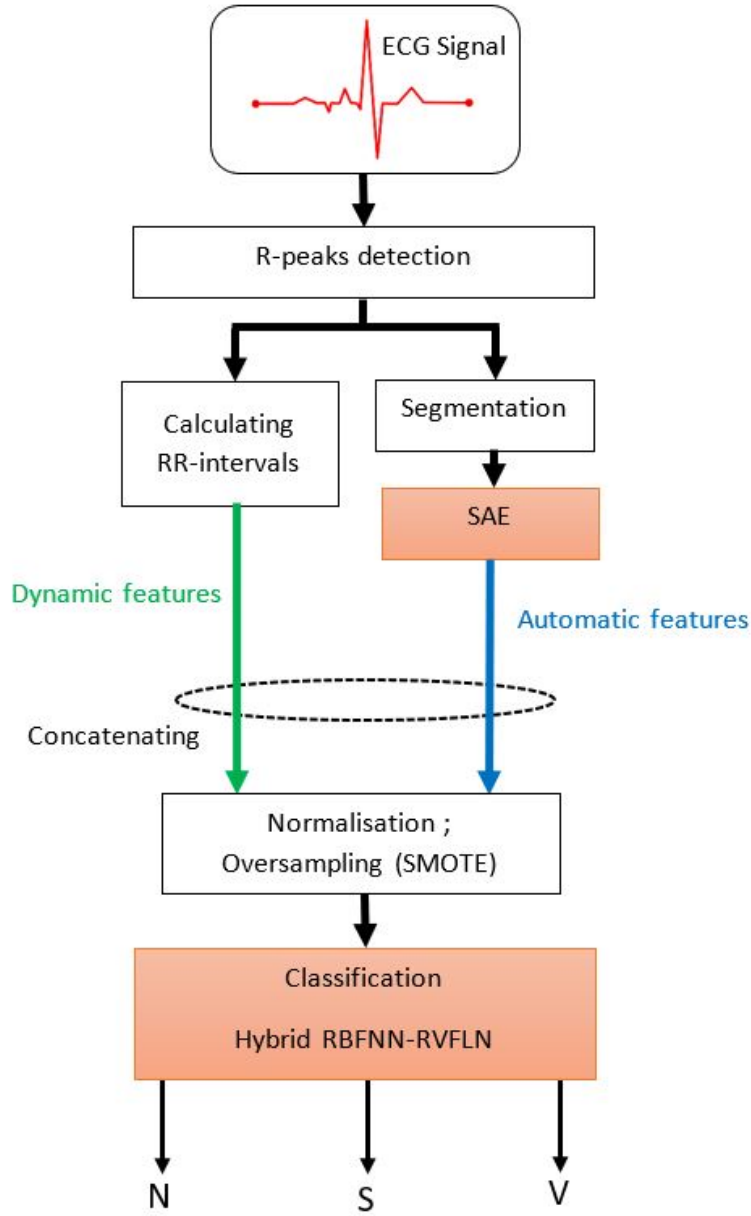 ECG Signal
R-peaks detection
Calculating
RR-intervals
Segmentation
SAE
Dynamic features
Automatic features
Concatenating
Normalisation ;
Oversampling (SMOTE)
Classification
Hybrid RBFNN-RVFLN
N
S
V